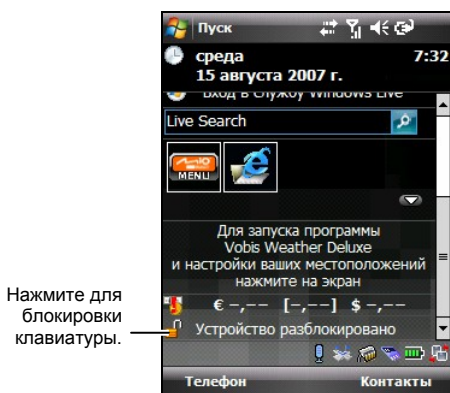 Пуск
среда 7:32
15 августа 2007 г.
Вход в службу Windows Live
Live Search
MENU
Для запуска программы
Vobis Weather Deluxe
и настройки ваших местоположений
нажмите на экран
€ –,–– [–,––] $ –,––
Устройство разблокировано
Телефон Контакты
Нажмите для
блокировки
клавиатуры.